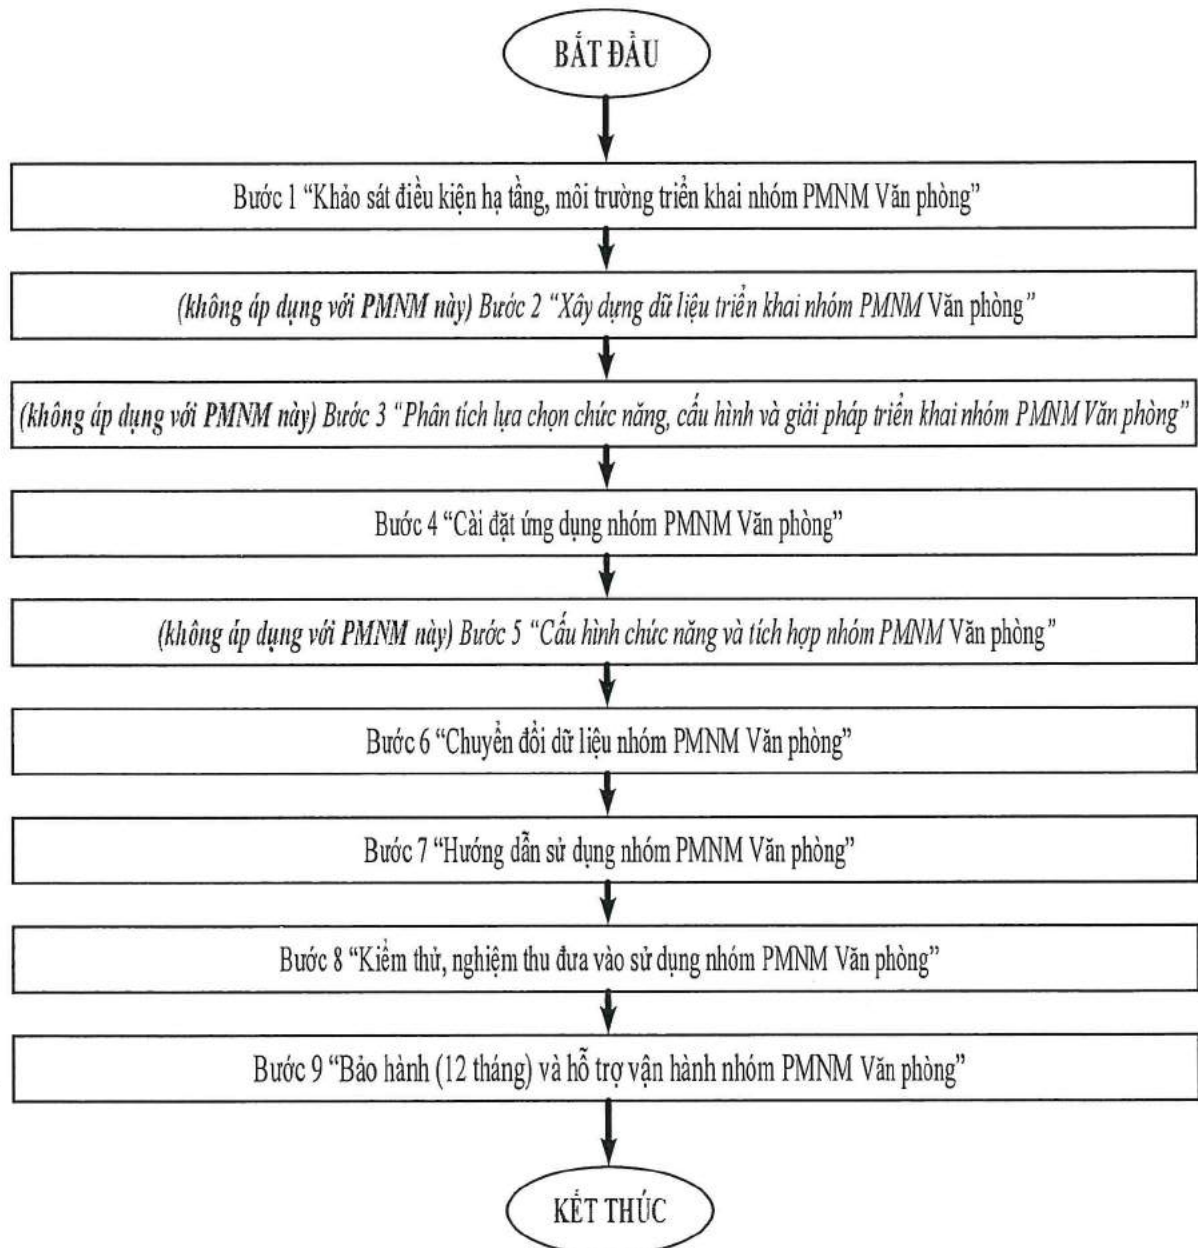 BẮT ĐẦU
Bước 1 “Khảo sát điều kiện hạ tầng, môi trường triển khai nhóm PMNM Văn phòng”
(không áp dụng với PMNM này) Bước 2 “Xây dựng dữ liệu triển khai nhóm PMNM Văn phòng”
(không áp dụng với PMNM này) Bước 3 “Phân tích lựa chọn chức năng, cấu hình và giải pháp triển khai nhóm PMNM Văn phòng”
Bước 4 “Cài đặt ứng dụng nhóm PMNM Văn phòng”
(không áp dụng với PMNM này) Bước 5 “Cấu hình chức năng và tích hợp nhóm PMNM Văn phòng”
Bước 6 “Chuyển đổi dữ liệu nhóm PMNM Văn phòng”
Bước 7 “Hướng dẫn sử dụng nhóm PMNM Văn phòng”
Bước 8 “Kiểm thử, nghiệm thu đưa vào sử dụng nhóm PMNM Văn phòng”
Bước 9 “Bảo hành (12 tháng) và hỗ trợ vận hành nhóm PMNM Văn phòng”
KẾT THÚC